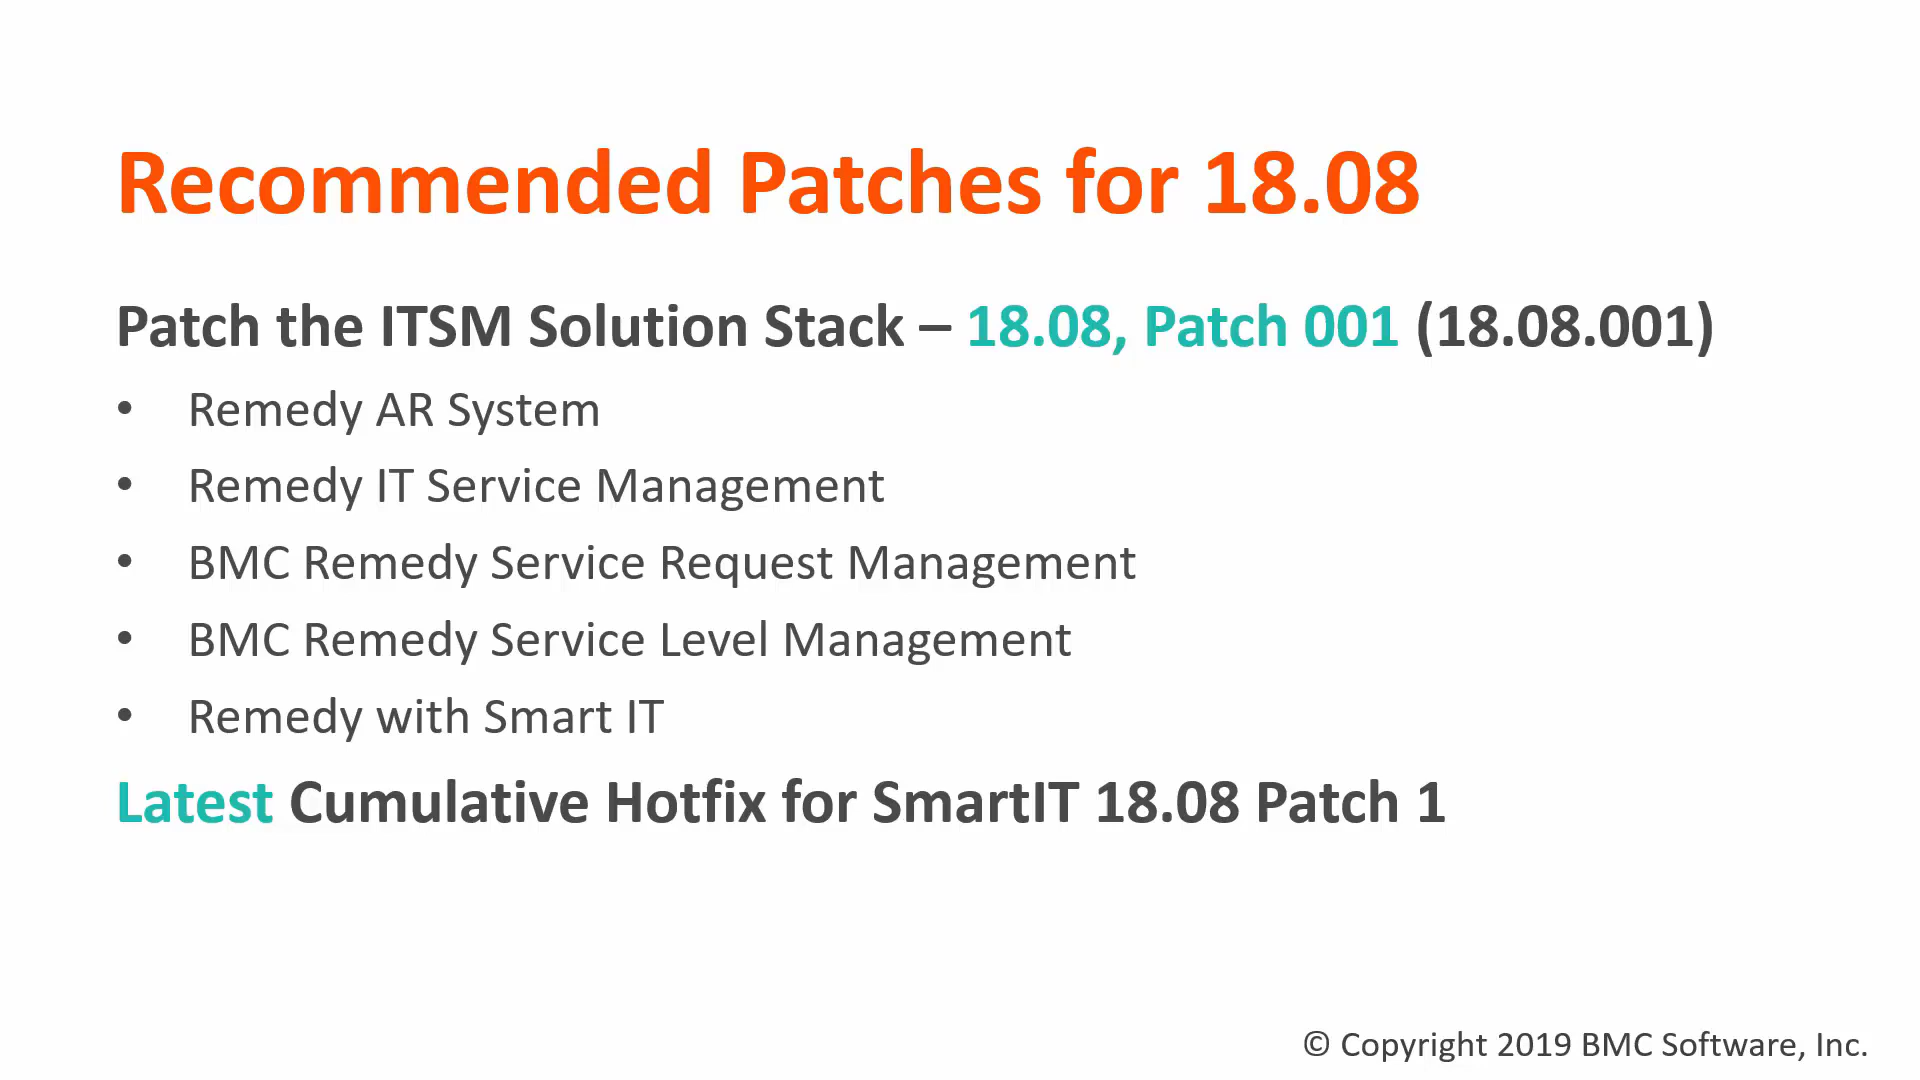 Recommended Patches for 18.08
Patch the ITSM Solution Stack – 18.08, Patch 001 (18.08.001)
• Remedy AR System
• Remedy IT Service Management
• BMC Remedy Service Request Management
• BMC Remedy Service Level Management
• Remedy with Smart IT
Latest Cumulative Hotfix for SmartIT 18.08 Patch 1
© Copyright 2019 BMC Software, Inc.